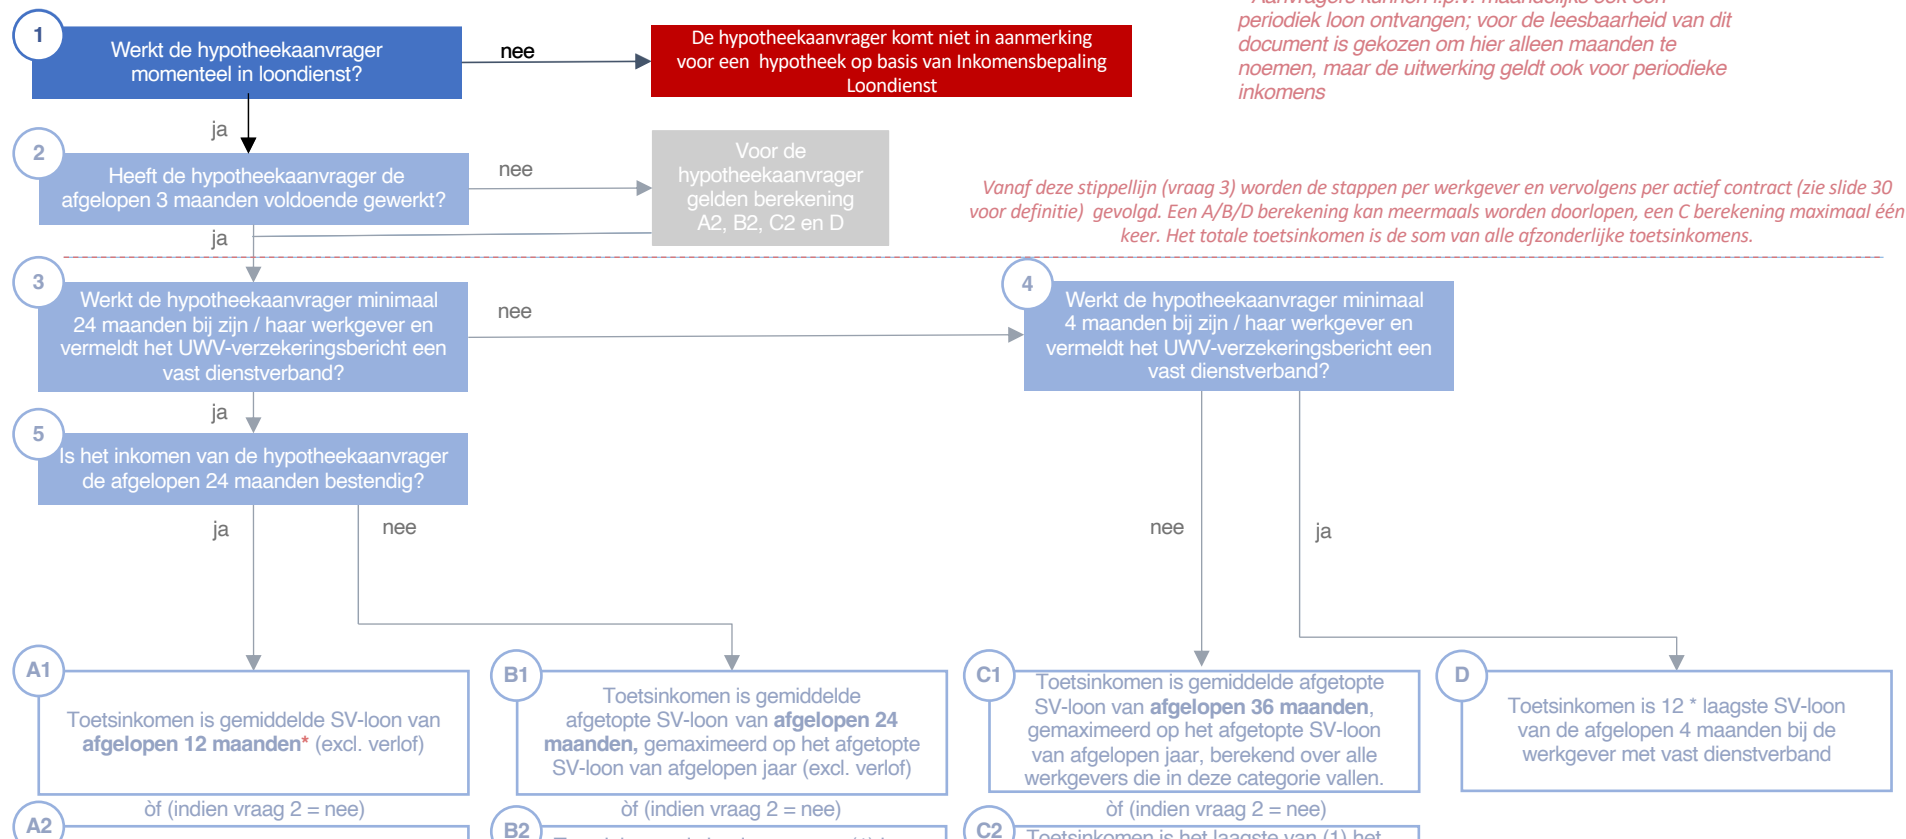 * Aanvragers kunnen i.p.v. maandelijks ook een
periodiek loon ontvangen; voor de leesbaarheid van dit
document is gekozen om hier alleen maanden te
noemen, maar de uitwerking geldt ook voor periodieke
inkomens
1
Werkt de hypotheekaanvrager
momenteel in loondienst?
nee
De hypotheekaanvrager komt niet in aanmerking
voor een hypotheek op basis van Inkomensbepaling
Loondienst
ja
2
Heeft de hypotheekaanvrager de
afgelopen 3 maanden voldoende gewerkt?
nee
Voor de
hypotheekaanvrager
gelden berekening
A2, B2, C2 en D
ja
Vanaf deze stippellijn (vraag 3) worden de stappen per werkgever en vervolgens per actief contract (zie slide 30
voor definitie) gevolgd. Een A/B/D berekening kan meermaals worden doorlopen, een C berekening maximaal één
keer. Het totale toetsinkomen is de som van alle afzonderlijke toetsinkomens.
3
Werkt de hypotheekaanvrager minimaal
24 maanden bij zijn / haar werkgever en
vermeldt het UWV-verzekeringsbericht een
vast dienstverband?
nee
4
Werkt de hypotheekaanvrager minimaal
4 maanden bij zijn / haar werkgever en
vermeldt het UWV-verzekeringsbericht een
vast dienstverband?
ja
5
Is het inkomen van de hypotheekaanvrager
de afgelopen 24 maanden bestendig?
ja
nee
nee
ja
A1
Toetsinkomen is gemiddelde SV-loon van
afgelopen 12 maanden* (excl. verlof)
òf (indien vraag 2 = nee)
A2
B1
Toetsinkomen is gemiddelde
afgetopte SV-loon van afgelopen 24
maanden, gemaximeerd op het afgetopte
SV-loon van afgelopen jaar (excl. verlof)
òf (indien vraag 2 = nee)
B2
C1
Toetsinkomen is gemiddelde afgetopte
SV-loon van afgelopen 36 maanden,
gemaximeerd op het afgetopte SV-loon
van afgelopen jaar, berekend over alle
werkgevers die in deze categorie vallen.
òf (indien vraag 2 = nee)
C2
Toetsinkomen is het laagste van (1) het
D
Toetsinkomen is 12 * laagste SV-loon
van de afgelopen 4 maanden bij de
werkgever met vast dienstverband